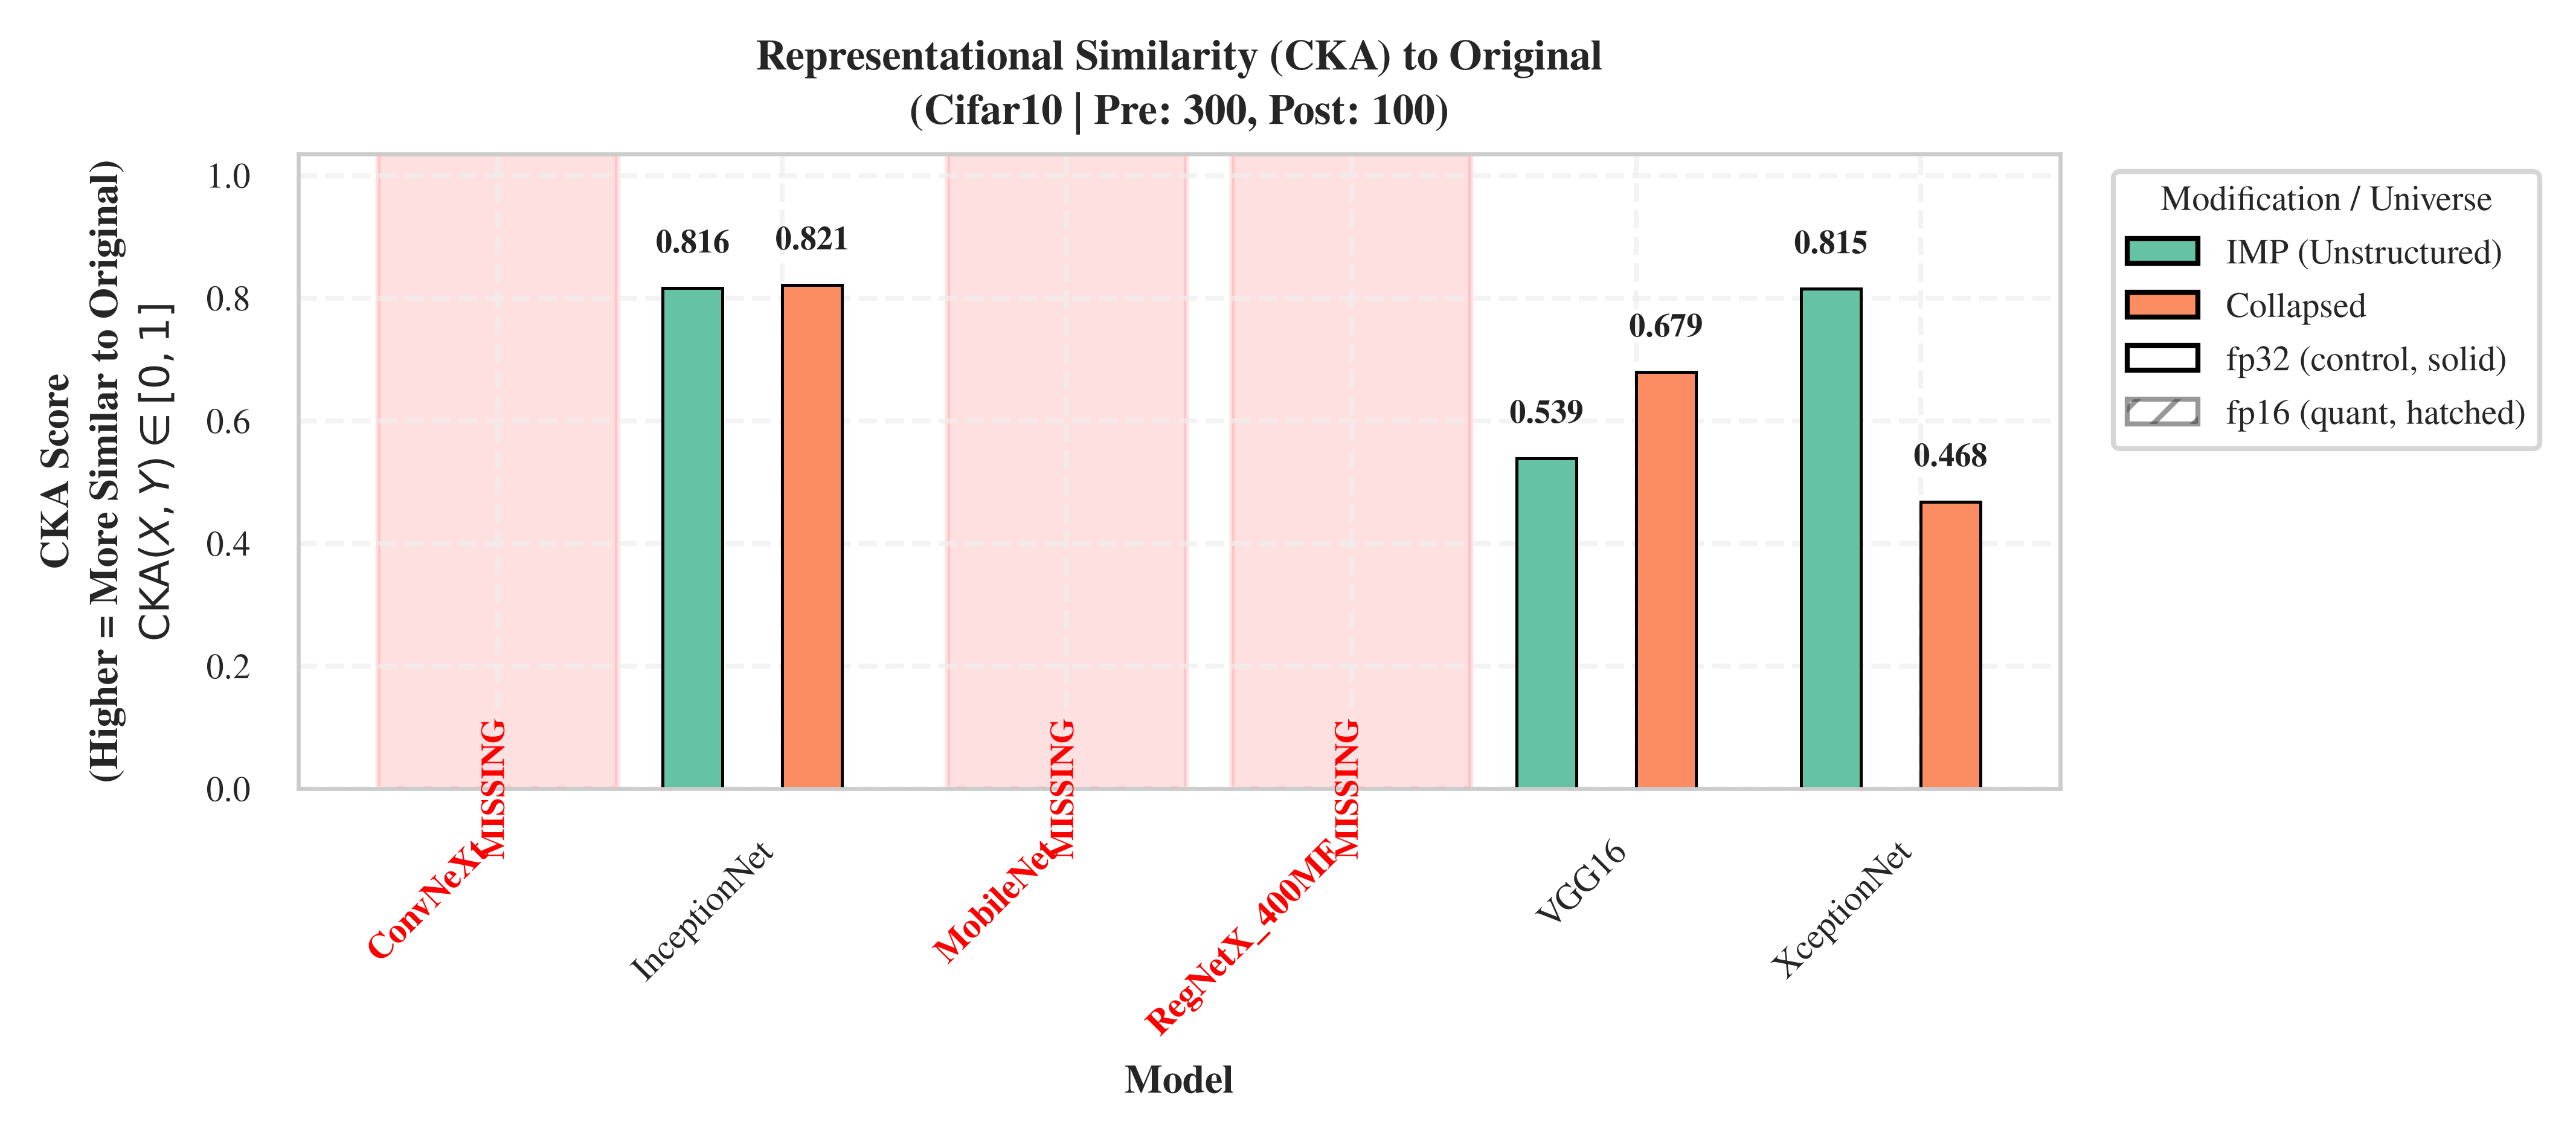 Representational Similarity (CKA) to Original
(Cifar10 | Pre: 300, Post: 100)
CKA Score
(Higher = More Similar to Original)
CKA(X, Y) ∈ [0, 1]
1.0
0.8
0.6
0.4
0.2
0.0
0.816
0.821
0.539
0.679
0.815
0.468
MISSING
MISSING
MISSING
ConvNeXt
InceptionNet
MobileNet
RegNetX_400MF
VGG16
XceptionNet
Model
Modification / Universe
IMP (Unstructured)
Collapsed
fp32 (control, solid)
fp16 (quant, hatched)